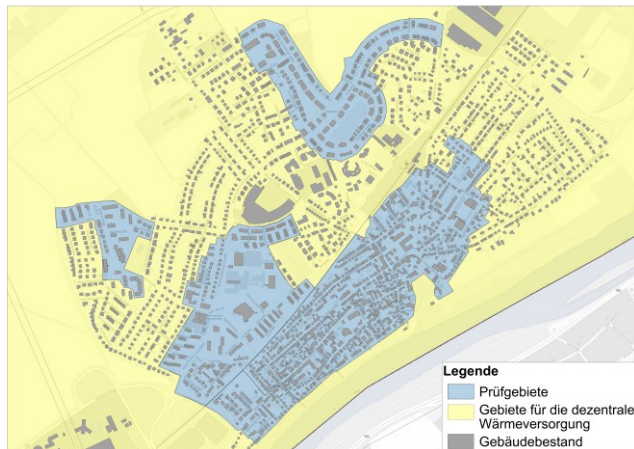 Legende
Prüfgebiete
Gebiete für die dezentrale
Wärmeversorgung
Gebäudebestand